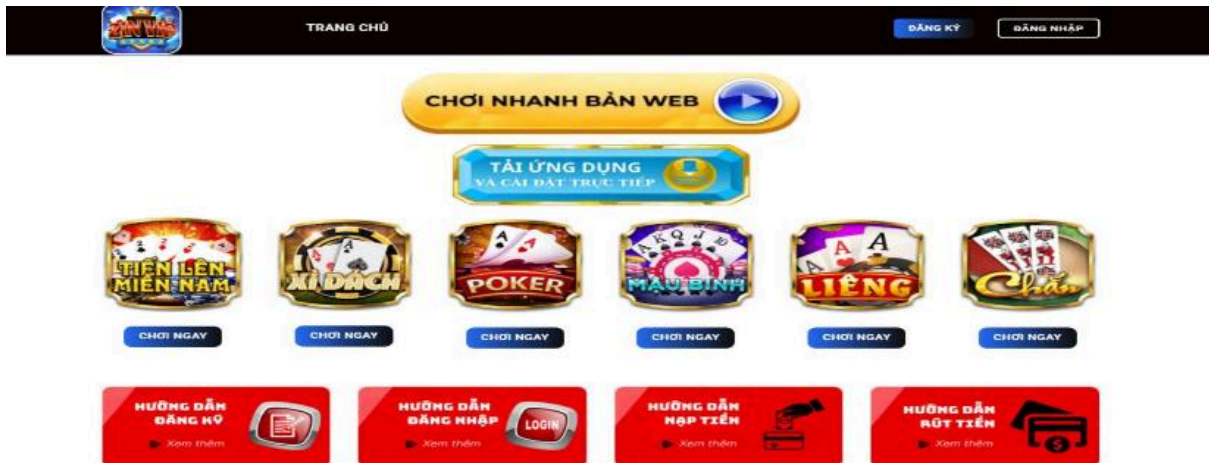 ZINVIP
TRANG CHỦ
ĐĂNG KÝ
ĐĂNG NHẬP
CHƠI NHANH BẢN WEB
TẢI ỨNG DỤNG
VÀ CÀI ĐẶT TRỰC TIẾP
TIẾN LÊN
MIỀN NAM
XÌ DÁCH
POKER
MẬU BINH
LIÊNG
Chắn
CHƠI NGAY
CHƠI NGAY
CHƠI NGAY
CHƠI NGAY
CHƠI NGAY
CHƠI NGAY
HƯỚNG DẪN
ĐĂNG KÝ
Xem thêm
HƯỚNG DẪN
ĐĂNG NHẬP
Xem thêm
LOGIN
HƯỚNG DẪN
NẠP TIỀN
Xem thêm
HƯỚNG DẪN
RÚT TIỀN
Xem thêm